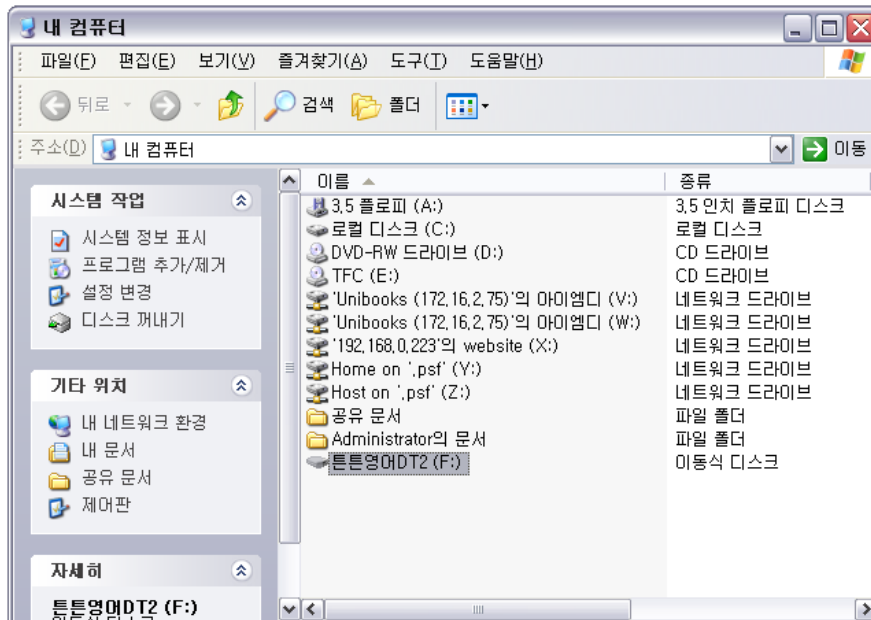 내 컴퓨터
파일(F) 편집(E) 보기(V) 즐겨찾기(A) 도구(T) 도움말(H)
뒤로 검색 폴더
주소(D) 내 컴퓨터 이동
시스템 작업
시스템 정보 표시
프로그램 추가/제거
설정 변경
디스크 꺼내기
기타 위치
내 네트워크 환경
내 문서
공유 문서
제어판
자세히
튼튼영어DT2 (F:)
이동식 디스크
이름 종류
3,5 플로피 (A:) 3,5 인치 플로피 디스크
로컬 디스크 (C:) 로컬 디스크
DVD-RW 드라이브 (D:) CD 드라이브
TFC (E:) CD 드라이브
'Unibooks (172,16,2,75)'의 아이엠디 (V:) 네트워크 드라이브
'Unibooks (172,16,2,75)'의 아이엠디 (W:) 네트워크 드라이브
'192,168,0,223'의 website (X:) 네트워크 드라이브
Home on ',psf' (Y:) 네트워크 드라이브
Host on ',psf' (Z:) 네트워크 드라이브
공유 문서 파일 폴더
Administrator의 문서 파일 폴더
튼튼영어DT2 (F:) 이동식 디스크